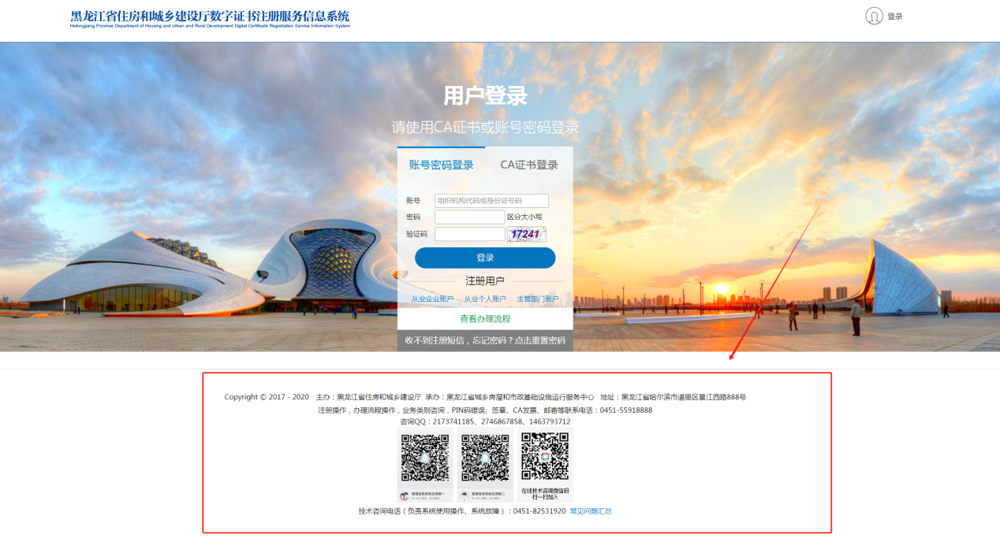 黑龙江省住房和城乡建设厅数字证书注册服务信息系统
Heilongjiang Province Department of Housing and Urban and Rural Development Digital Certificate Registration Service Information System
登录
用户登录
请使用CA证书或账号密码登录
账号密码登录 CA证书登录
账号 组织机构代码或身份证号码
密码 区分大小写
验证码 17241
登录
注册用户
从业企业账户 从业个人账户 主管部门账户
查看办理流程
收不到注册短信，忘记密码？点击重置密码
Copyright © 2017 - 2020 主办：黑龙江省住房和城乡建设厅 承办：黑龙江省城乡房屋和市政基础设施运行服务中心 地址：黑龙江省哈尔滨市道里区景江西路888号
注册操作，办理流程操作，业务类别咨询，PIN码错误、签章、CA发票、邮寄等联系电话：0451-55918888
咨询QQ：2173741185、2746867858、1463793712
在线技术咨询微信码
扫一扫加入
技术咨询电话（负责系统使用操作、系统故障）：0451-82531920 常见问题汇总